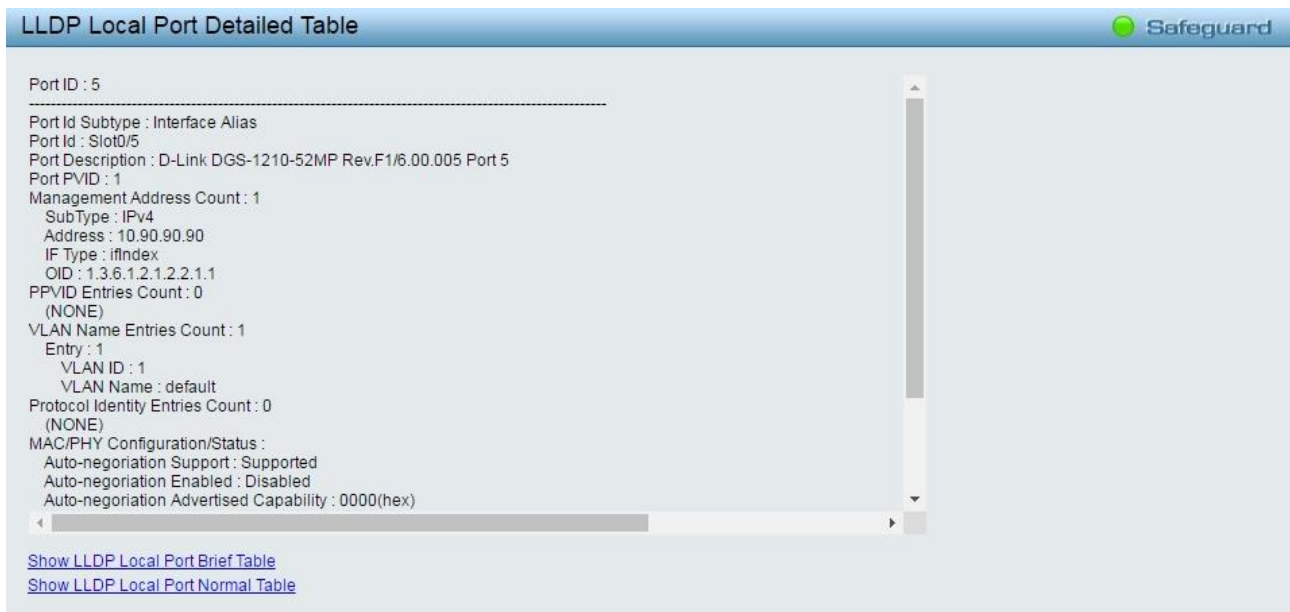 LLDP Local Port Detailed Table
Safeguard
Port ID : 5
Port Id Subtype : Interface Alias
Port Id : Slot0/5
Port Description : D-Link DGS-1210-52MP Rev.F1/6.00.005 Port 5
Port PVID : 1
Management Address Count : 1
SubType : IPv4
Address : 10.90.90.90
IF Type : ifIndex
OID : 1.3.6.1.2.1.2.2.1.1
PPVID Entries Count : 0
(NONE)
VLAN Name Entries Count : 1
Entry : 1
VLAN ID : 1
VLAN Name : default
Protocol Identity Entries Count : 0
(NONE)
MAC/PHY Configuration/Status :
Auto-negoriation Support : Supported
Auto-negoriation Enabled : Disabled
Auto-negoriation Advertised Capability : 0000(hex)
Show LLDP Local Port Brief Table
Show LLDP Local Port Normal Table